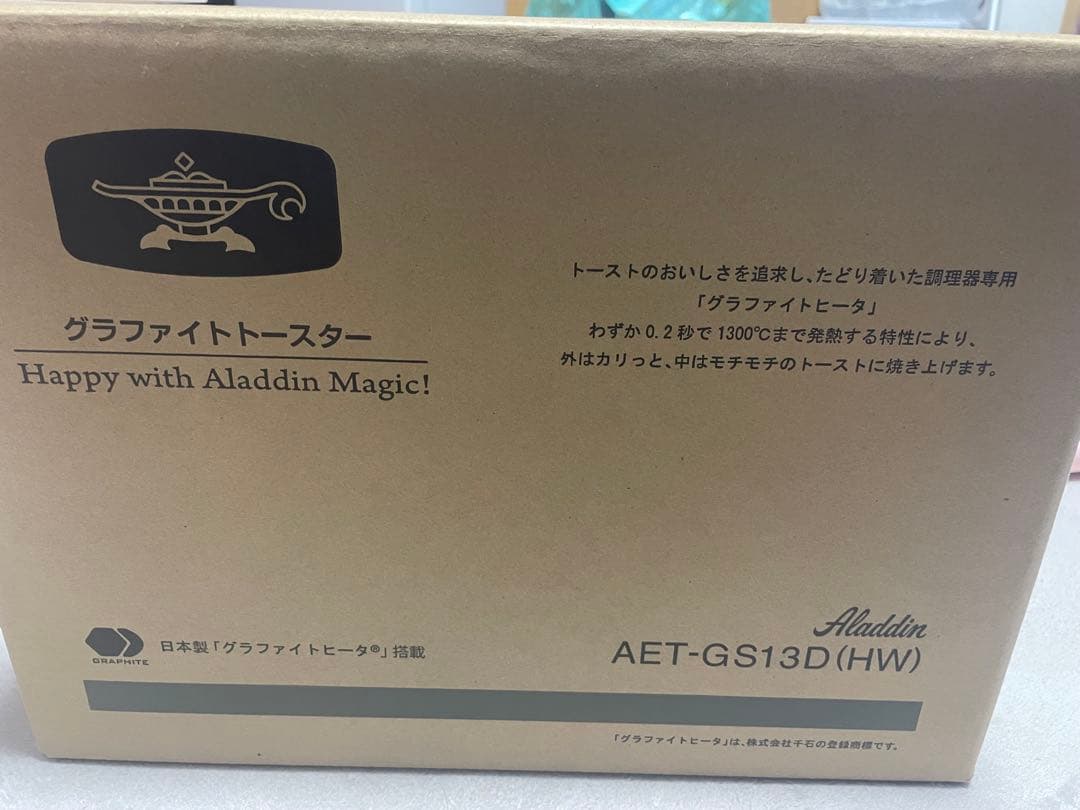 グラファイトトースター
Happy with Aladdin Magic!
トーストのおいしさを追求し、たどり着いた調理器専用
「グラファイトヒータ」
わずか0.2秒で1300℃まで発熱する特性により、
外はカリっと、中はモチモチのトーストに焼き上げます。
GRAPHITE
日本製「グラファイトヒータ®」搭載
Aladdin
AET-GS13D(HW)
「グラファイトヒータ」は、株式会社千石の登録商標です。